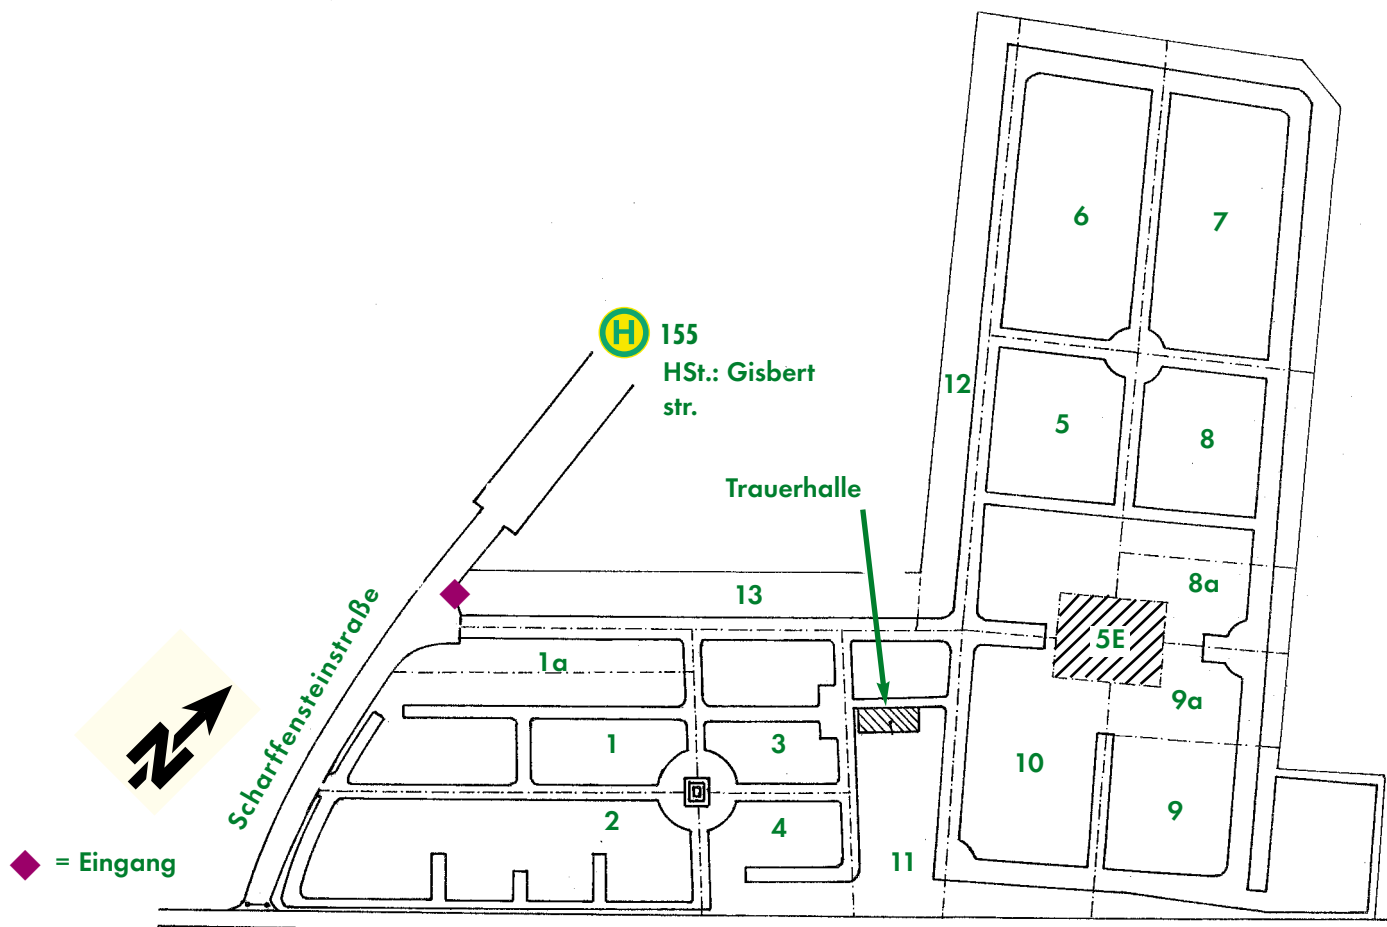 6
7
H
155
HSt.: Gisbert
str.
12
5
8
Trauerhalle
8a
13
5E
1a
9a
1
3
10
9
2
4
11
Scharffensteinstraße
N
= Eingang